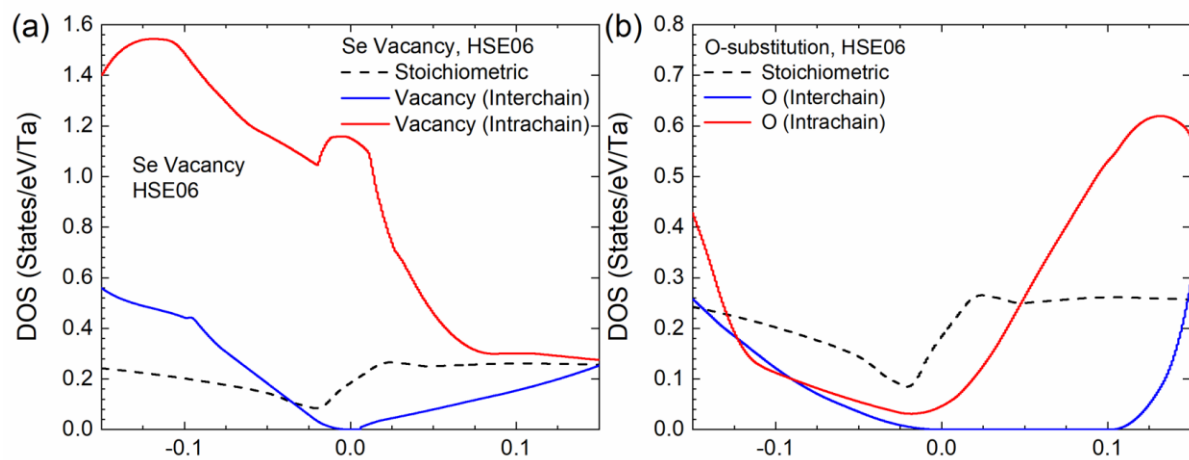 (a)
Se Vacancy, HSE06
Stoichiometric
Vacancy (Interchain)
Vacancy (Intrachain)
Se Vacancy
HSE06
DOS (States/eV/Ta)
1.6
1.4
1.2
1.0
0.8
0.6
0.4
0.2
0.0
-0.1
0.0
0.1
(b)
O-substitution, HSE06
Stoichiometric
O (Interchain)
O (Intrachain)
DOS (States/eV/Ta)
0.8
0.7
0.6
0.5
0.4
0.3
0.2
0.1
0.0
-0.1
0.0
0.1